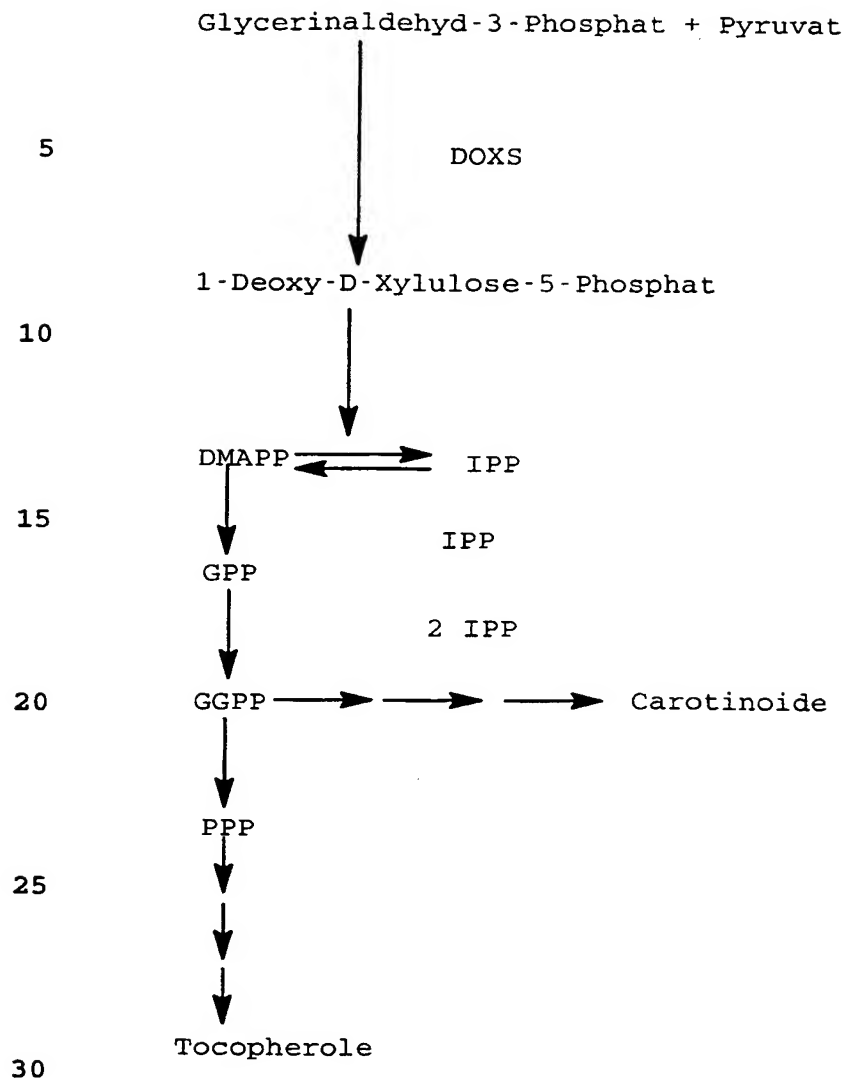 Glycerinaldehyd-3-Phosphat + Pyruvat
5
DOXS
1-Deoxy-D-Xylulose-5-Phosphat
10
DMAPP IPP
15
IPP
GPP
2 IPP
20 GGPP Carotinoide
PPP
25
Tocopherole
30